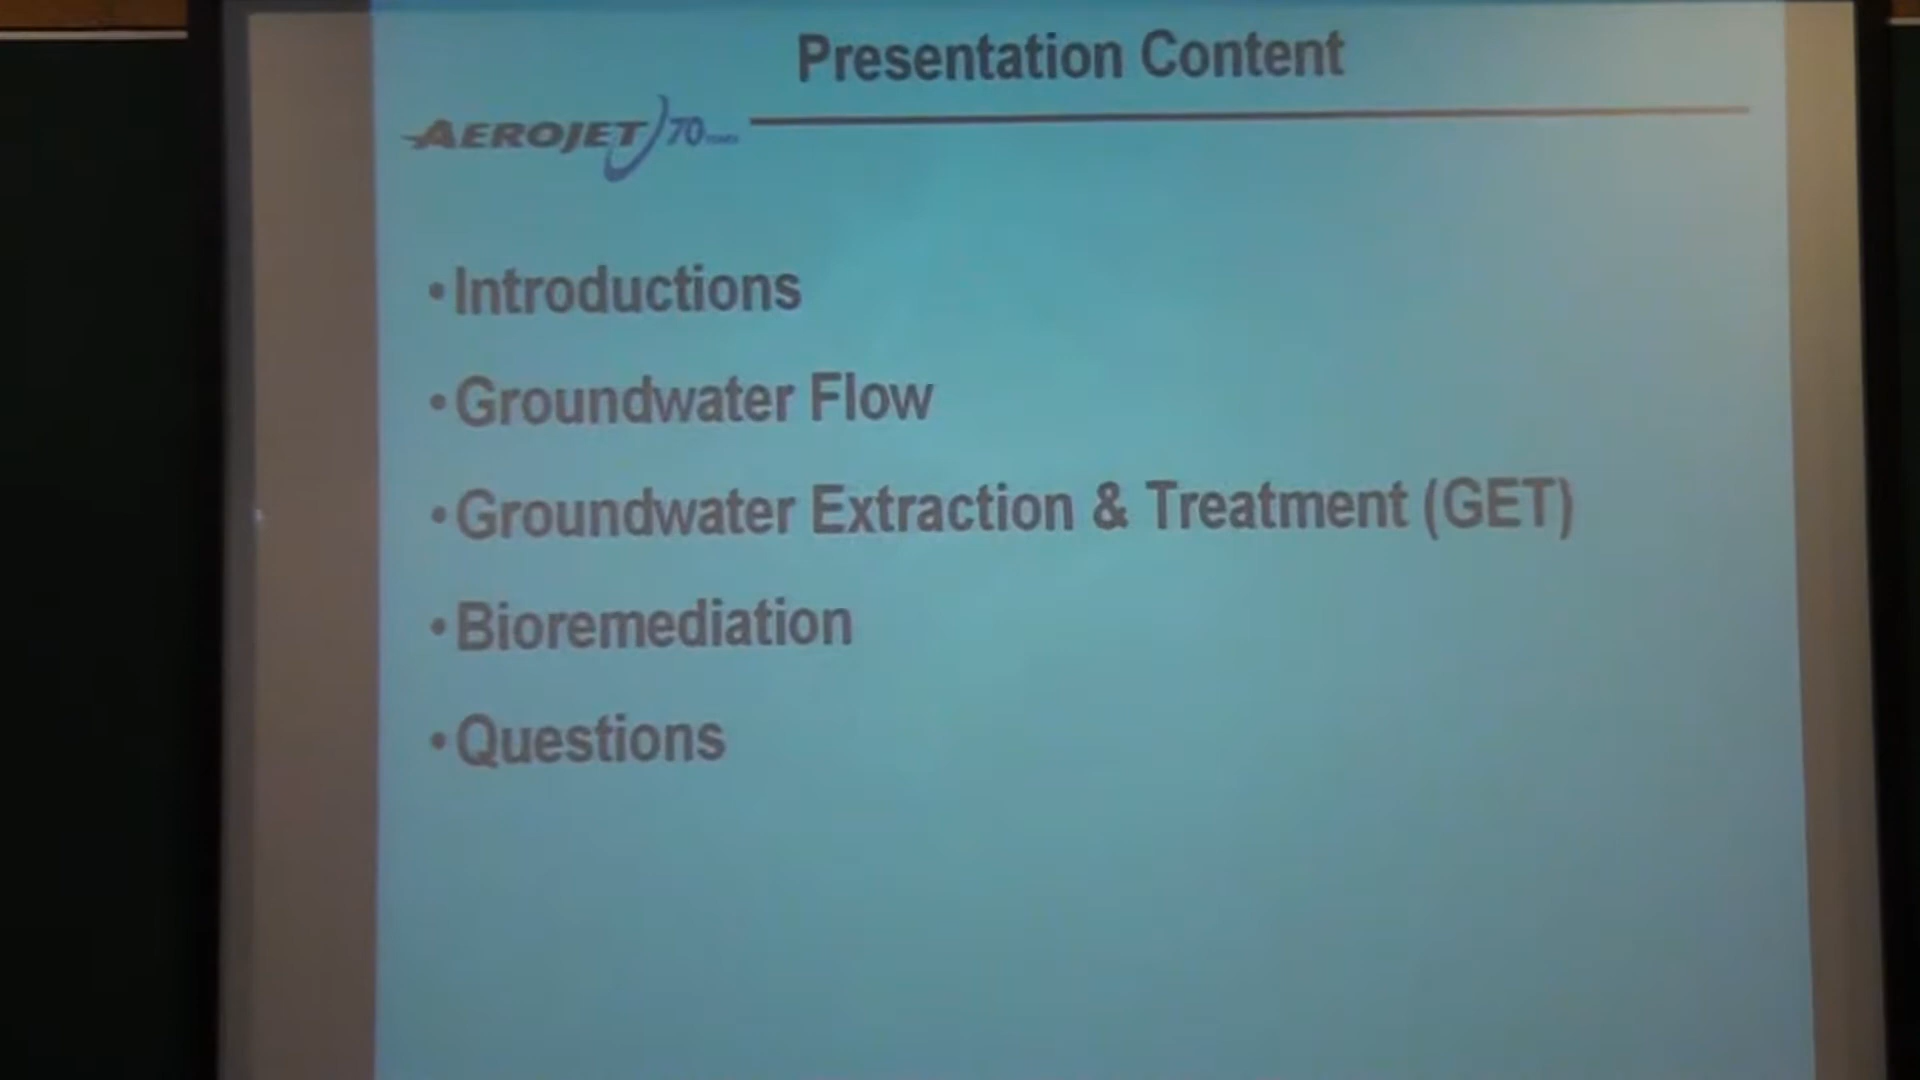 Presentation Content
AEROJET 70
• Introductions
• Groundwater Flow
• Groundwater Extraction & Treatment (GET)
• Bioremediation
• Questions